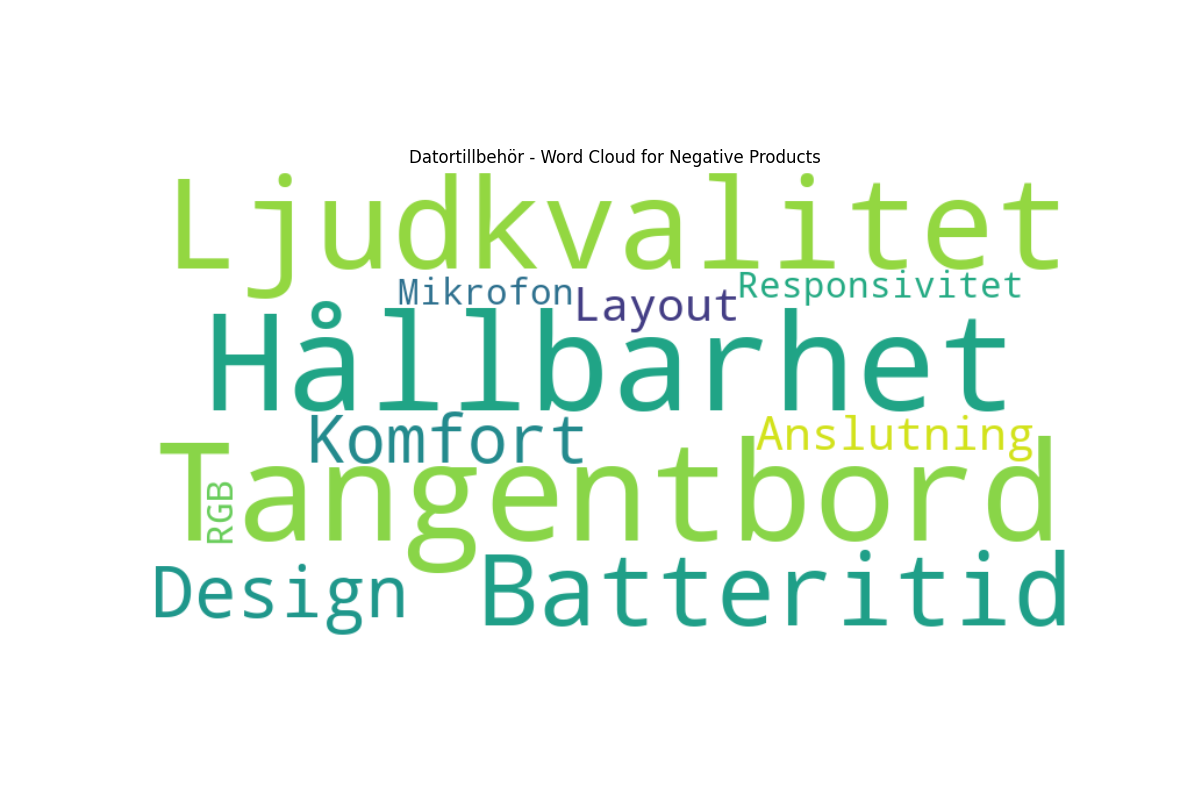 Datortillbehör - Word Cloud for Negative Products
Ljudkvalitet
Mikrofon
Layout
Responsivitet
Hållbarhet
Komfort
Anslutning
Tangentbord
RGB
Design
Batteritid